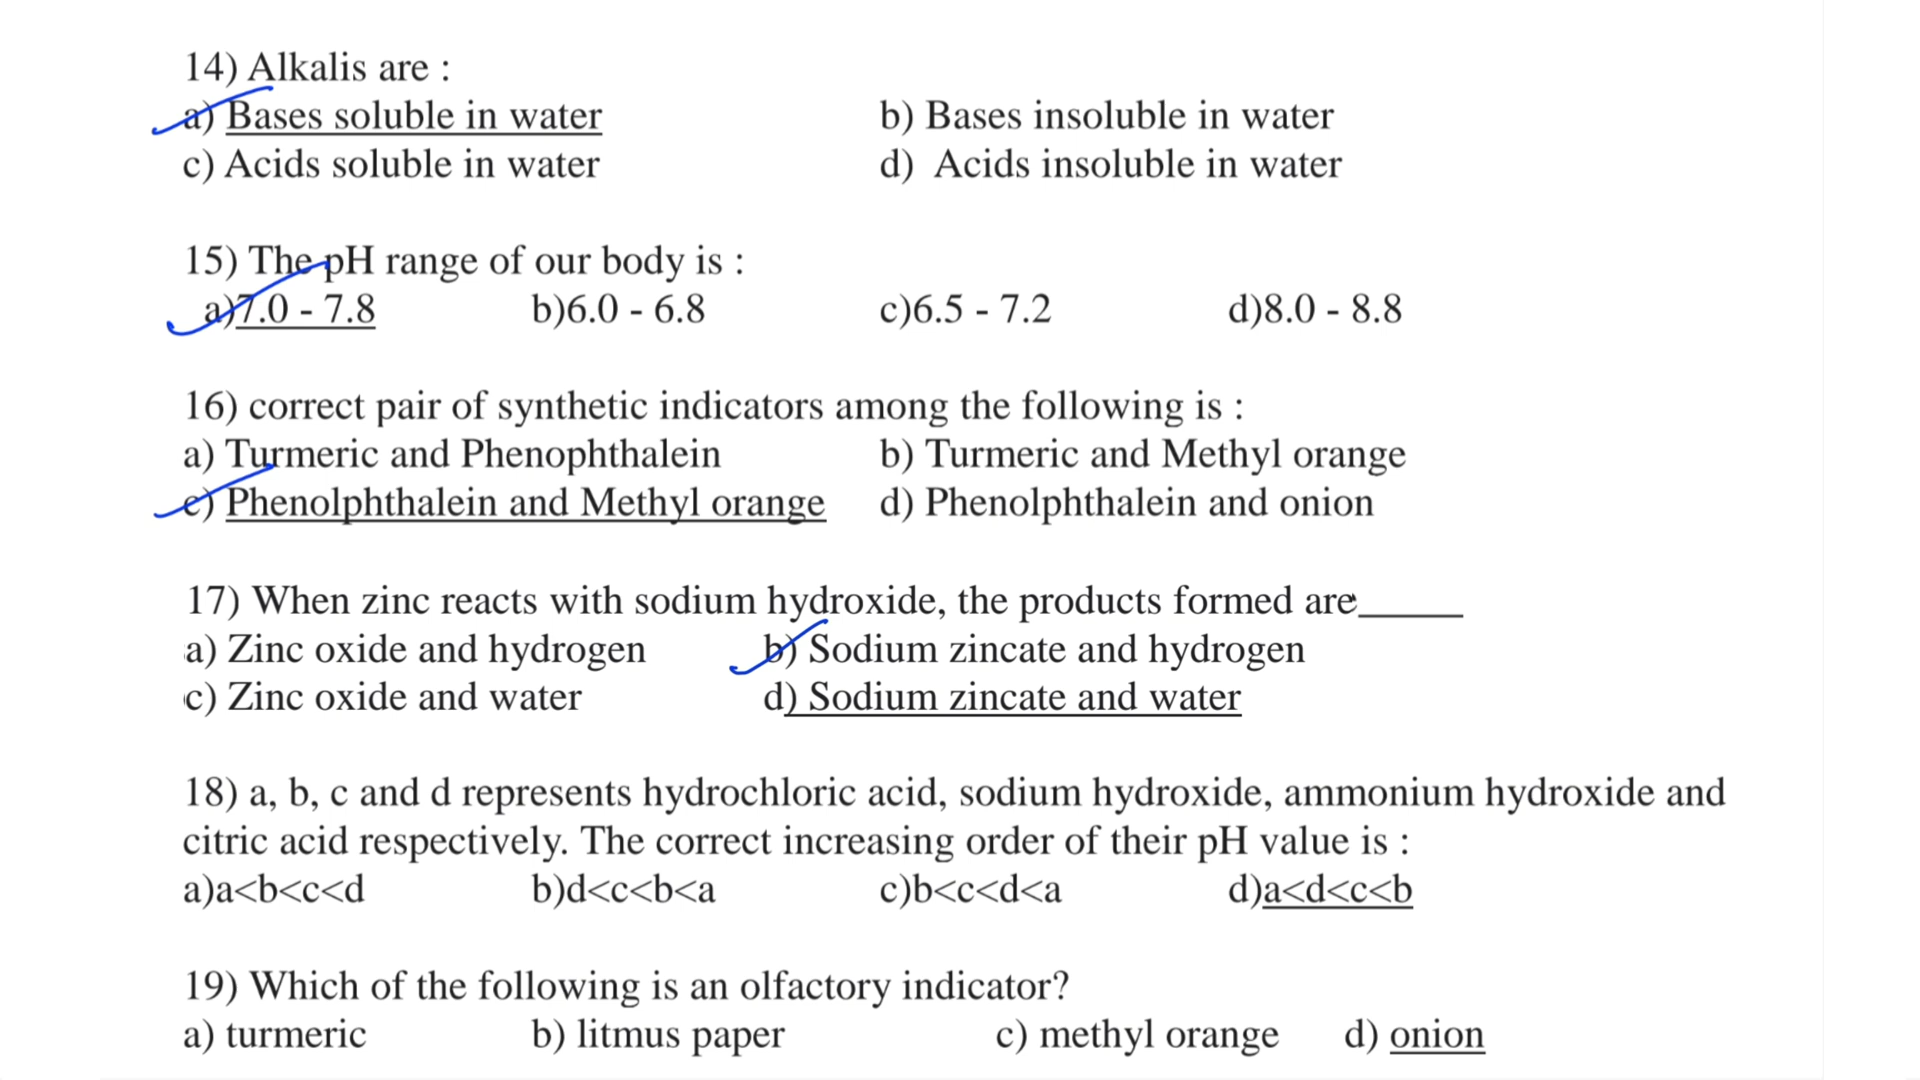 14) Alkalis are :
a) Bases soluble in water b) Bases insoluble in water
c) Acids soluble in water d) Acids insoluble in water
15) The pH range of our body is :
a)7.0 - 7.8 b)6.0 - 6.8 c)6.5 - 7.2 d)8.0 - 8.8
16) correct pair of synthetic indicators among the following is :
a) Turmeric and Phenophthalein b) Turmeric and Methyl orange
c) Phenolphthalein and Methyl orange d) Phenolphthalein and onion
17) When zinc reacts with sodium hydroxide, the products formed are_____
a) Zinc oxide and hydrogen b) Sodium zincate and hydrogen
c) Zinc oxide and water d) Sodium zincate and water
18) a, b, c and d represents hydrochloric acid, sodium hydroxide, ammonium hydroxide and
citric acid respectively. The correct increasing order of their pH value is :
a)a<b<c<d b)d<c<b<a c)b<c<d<a d)a<d<c<b
19) Which of the following is an olfactory indicator?
a) turmeric b) litmus paper c) methyl orange d) onion